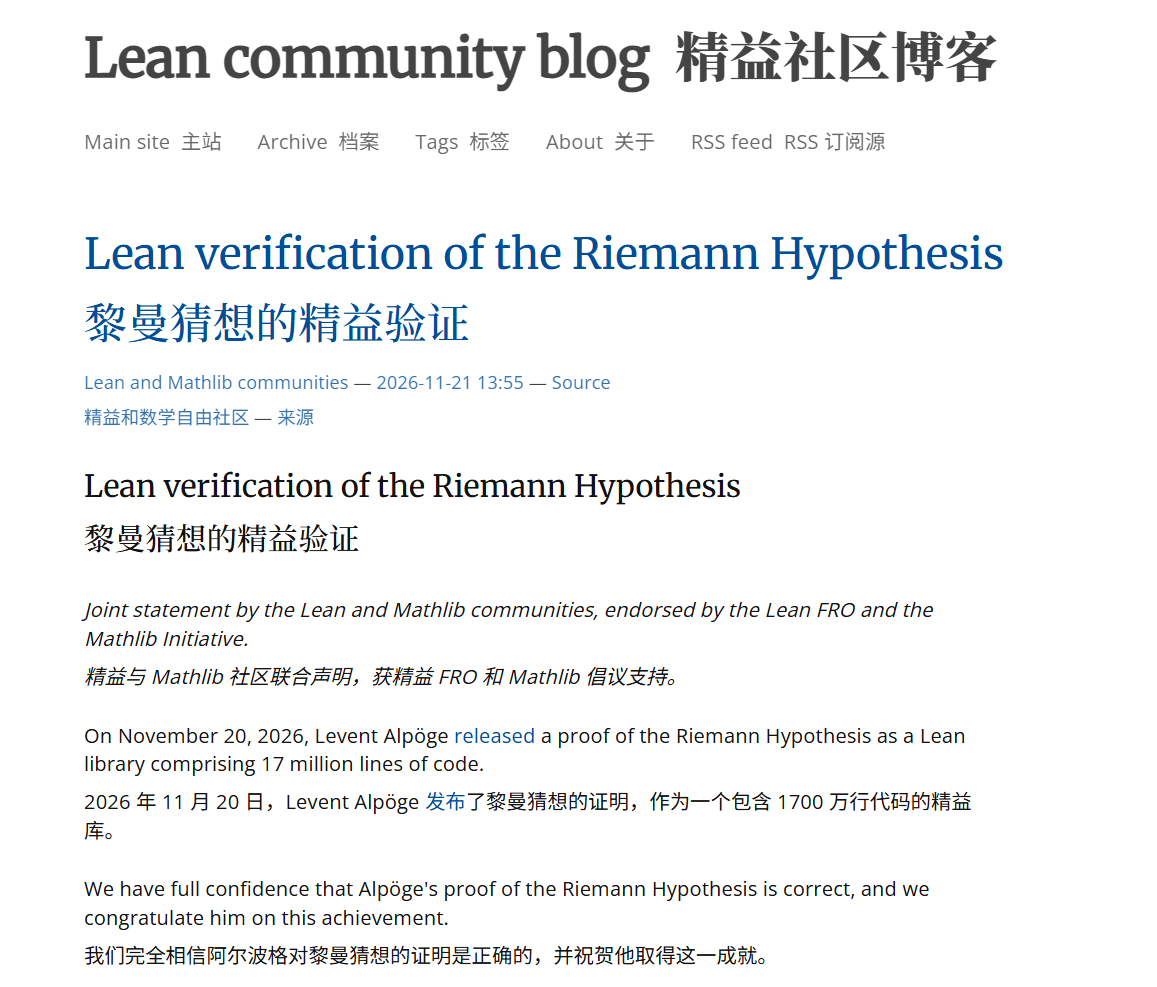 Lean community blog 精益社区博客
Main site 主站 Archive 档案 Tags 标签 About 关于 RSS feed RSS 订阅源
Lean verification of the Riemann Hypothesis
黎曼猜想的精益验证
Lean and Mathlib communities — 2026-11-21 13:55 — Source
精益和数学自由社区 — 来源
Lean verification of the Riemann Hypothesis
黎曼猜想的精益验证
Joint statement by the Lean and Mathlib communities, endorsed by the Lean FRO and the
Mathlib Initiative.
精益与 Mathlib 社区联合声明，获精益 FRO 和 Mathlib 倡议支持。
On November 20, 2026, Levent Alpöge released a proof of the Riemann Hypothesis as a Lean
library comprising 17 million lines of code.
2026 年 11 月 20 日，Levent Alpöge 发布了黎曼猜想的证明，作为一个包含 1700 万行代码的精益
库。
We have full confidence that Alpöge's proof of the Riemann Hypothesis is correct, and we
congratulate him on this achievement.
我们完全相信阿尔波格对黎曼猜想的证明是正确的，并祝贺他取得这一成就。